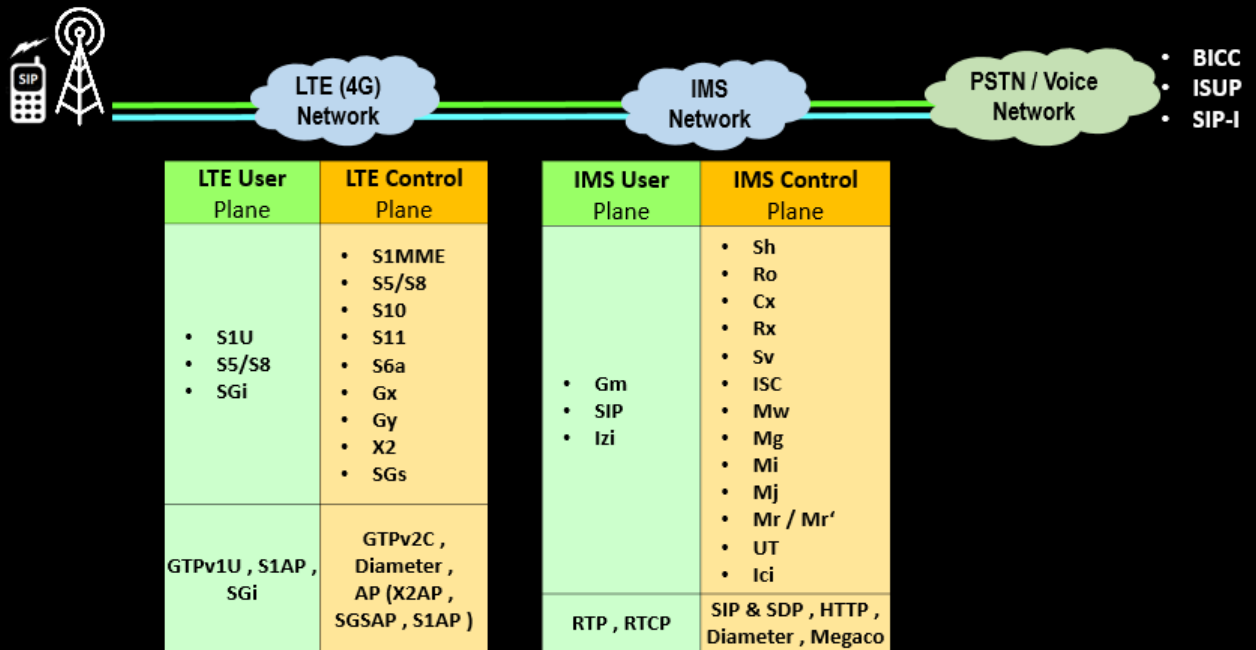 SIP
LTE (4G)
Network
IMS
Network
PSTN / Voice
Network
• BICC
• ISUP
• SIP-I
LTE User
Plane
LTE Control
Plane
• S1U
• S5/S8
• SGi
• S1MME
• S5/S8
• S10
• S11
• S6a
• Gx
• Gy
• X2
• SGs
GTPv1U , S1AP ,
SGi
GTPv2C ,
Diameter ,
AP (X2AP ,
SGSAP , S1AP )
IMS User
Plane
IMS Control
Plane
• Gm
• SIP
• Izi
• Sh
• Ro
• Cx
• Rx
• Sv
• ISC
• Mw
• Mg
• Mi
• Mj
• Mr / Mr‘
• UT
• Ici
RTP , RTCP
SIP & SDP , HTTP ,
Diameter , Megaco